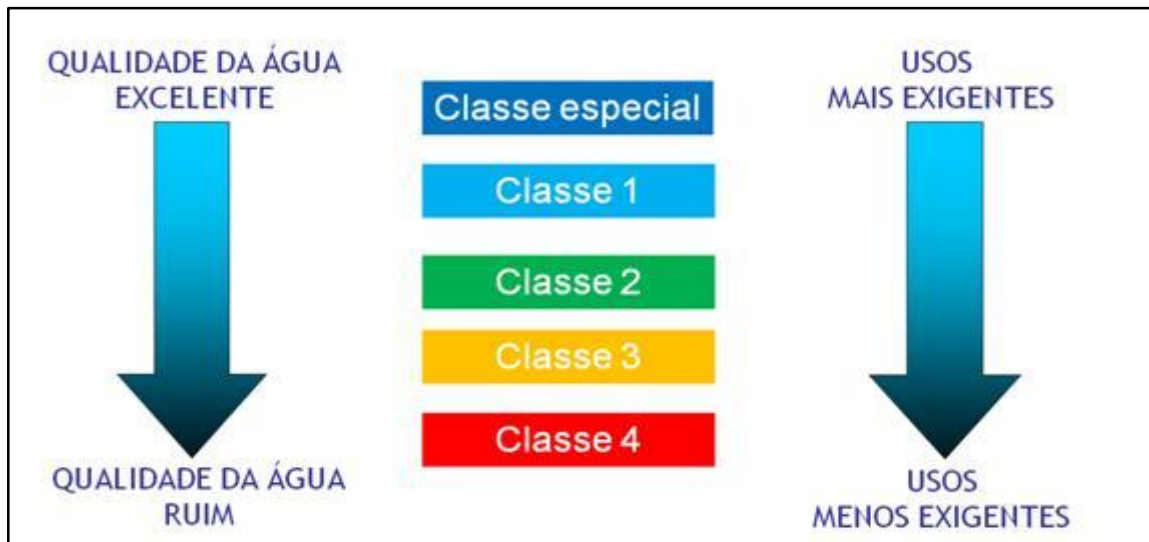 QUALIDADE DA ÁGUA
EXCELENTE
Classe especial
Classe 1
Classe 2
Classe 3
Classe 4
QUALIDADE DA ÁGUA
RUIM
USOS
MAIS EXIGENTES
USOS
MENOS EXIGENTES